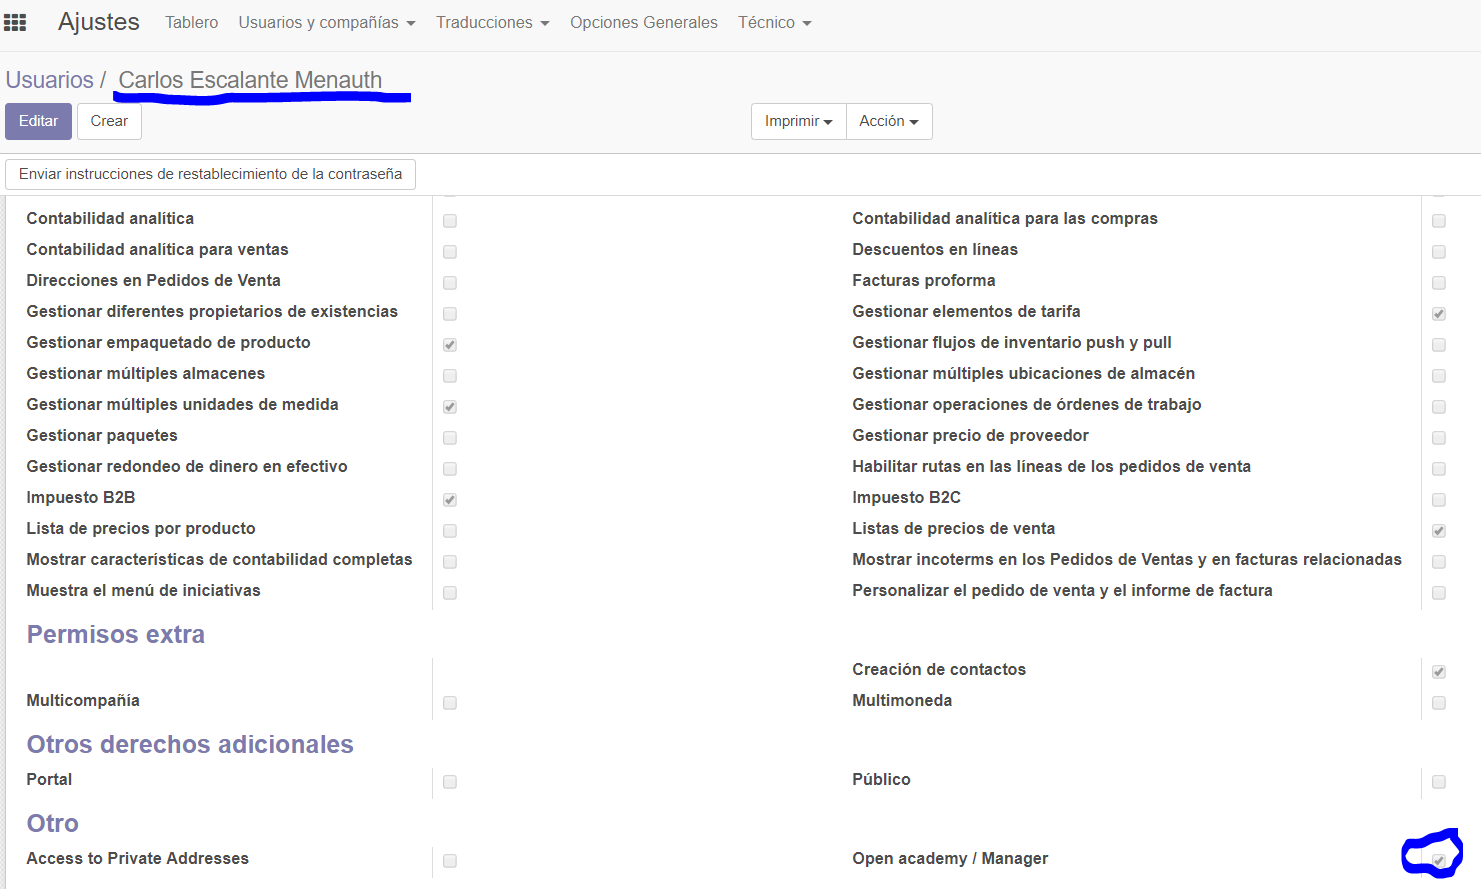 Ajustes Tablero Usuarios y compañías Traducciones Opciones Generales Técnico
Usuarios / Carlos Escalante Menauth
Editar Crear Imprimir Acción
Enviar instrucciones de restablecimiento de la contraseña
Contabilidad analítica Contabilidad analítica para las compras
Contabilidad analítica para ventas Descuentos en líneas
Direcciones en Pedidos de Venta Facturas proforma
Gestionar diferentes propietarios de existencias Gestionar elementos de tarifa
Gestionar empaquetado de producto Gestionar flujos de inventario push y pull
Gestionar múltiples almacenes Gestionar múltiples ubicaciones de almacén
Gestionar múltiples unidades de medida Gestionar operaciones de órdenes de trabajo
Gestionar paquetes Gestionar precio de proveedor
Gestionar redondeo de dinero en efectivo Habilitar rutas en las líneas de los pedidos de venta
Impuesto B2B Impuesto B2C
Lista de precios por producto Listas de precios de venta
Mostrar características de contabilidad completas Mostrar incoterms en los Pedidos de Ventas y en facturas relacionadas
Muestra el menú de iniciativas Personalizar el pedido de venta y el informe de factura
Permisos extra
Creación de contactos
Multicompañía Multimoneda
Otros derechos adicionales
Portal Público
Otro
Access to Private Addresses Open academy / Manager